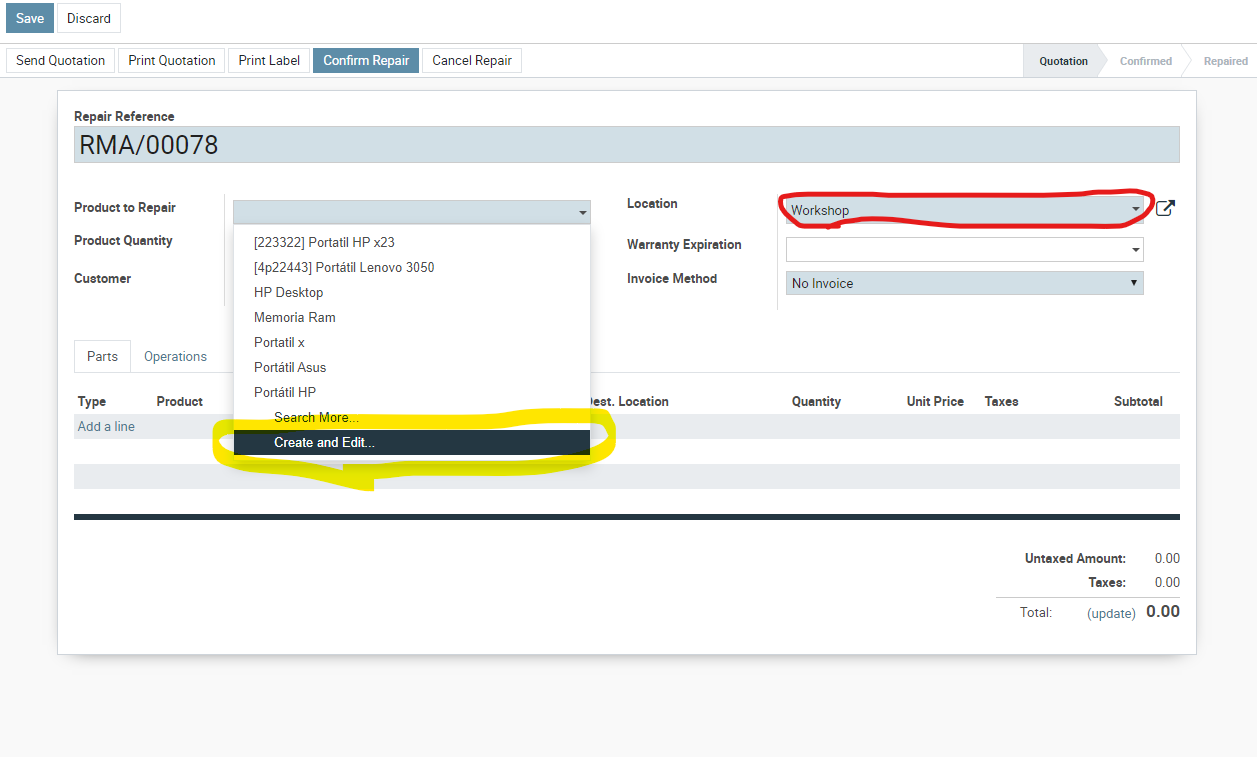 Save Discard
Send Quotation Print Quotation Print Label Confirm Repair Cancel Repair Quotation Confirmed Repaired
Repair Reference
RMA/00078
Product to Repair
Product Quantity
Customer
[223322] Portatil HP x23
[4p22443] Portátil Lenovo 3050
HP Desktop
Memoria Ram
Portatil x
Portátil Asus
Portátil HP
Search More...
Create and Edit...
Location Workshop
Warranty Expiration
Invoice Method No Invoice
Parts Operations
Type Product Dest. Location Quantity Unit Price Taxes Subtotal
Add a line
Untaxed Amount: 0.00
Taxes: 0.00
Total: (update) 0.00